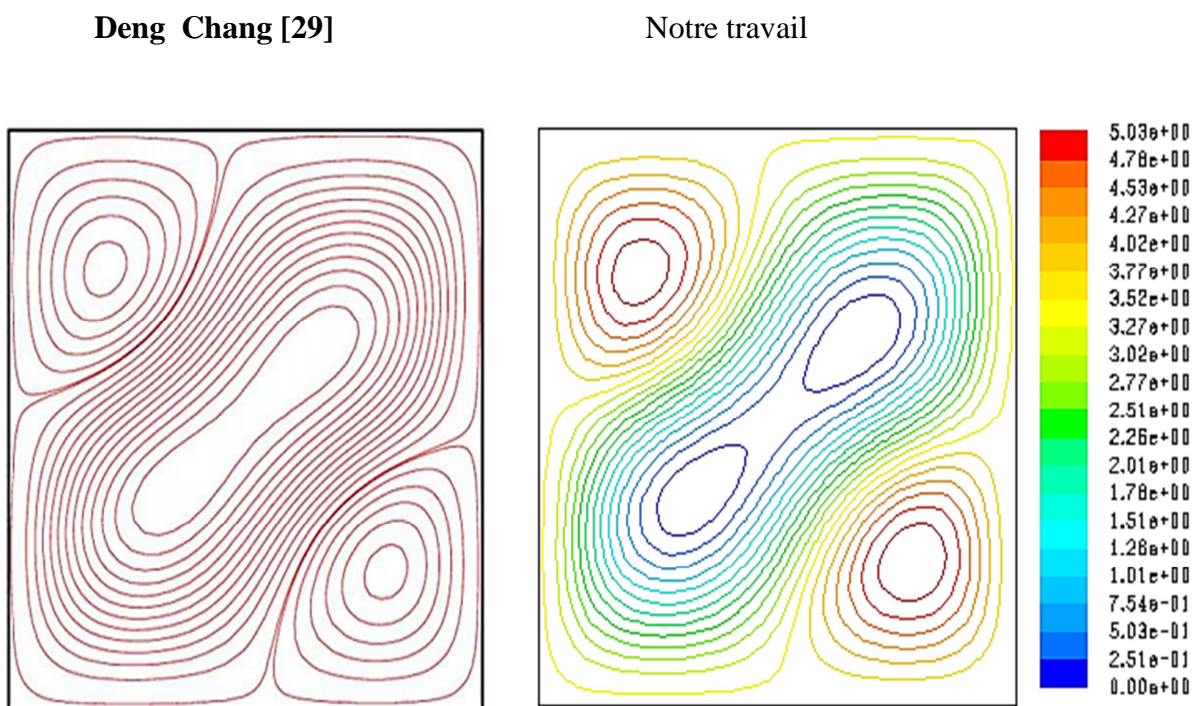 Deng Chang [29]
Notre travail
5.03e+00
4.78e+00
4.53e+00
4.27e+00
4.02e+00
3.77e+00
3.52e+00
3.27e+00
3.02e+00
2.77e+00
2.51e+00
2.26e+00
2.01e+00
1.76e+00
1.51e+00
1.26e+00
1.01e+00
7.54e-01
5.03e-01
2.51e-01
0.00e+00